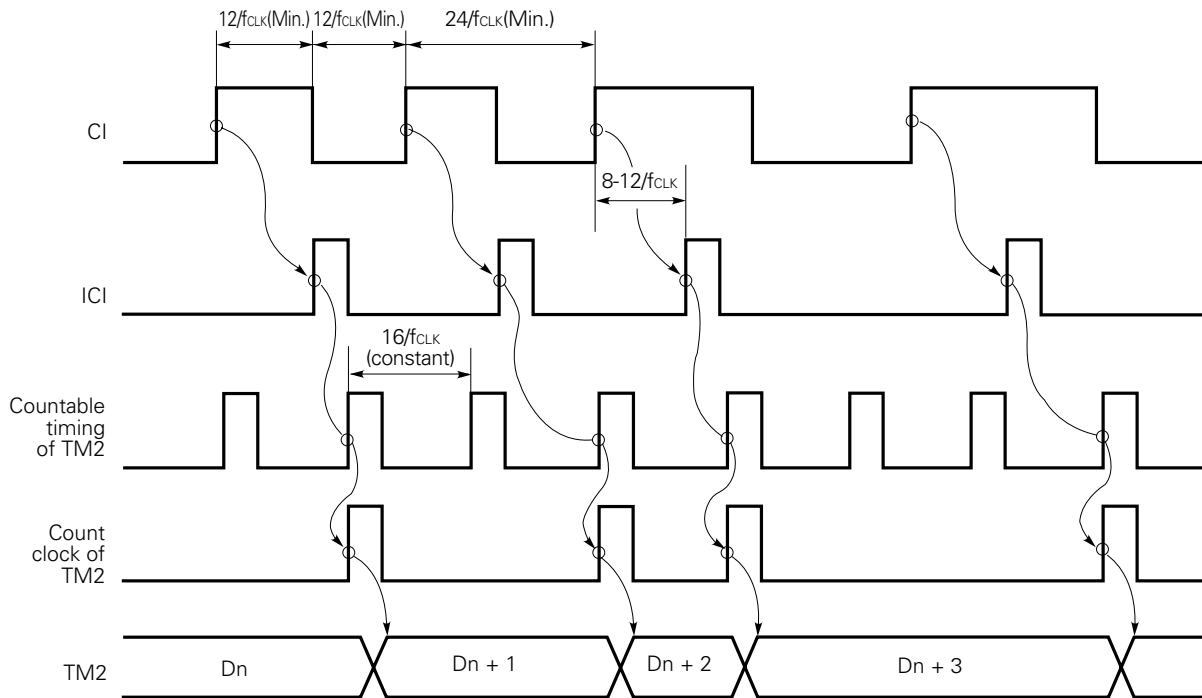 12/fCLK(Min.) 12/fCLK(Min.) 24/fCLK(Min.)
CI
8-12/fCLK
ICI
16/fCLK
(constant)
Countable
timing
of TM2
Count
clock of
TM2
TM2 Dn Dn + 1 Dn + 2 Dn + 3